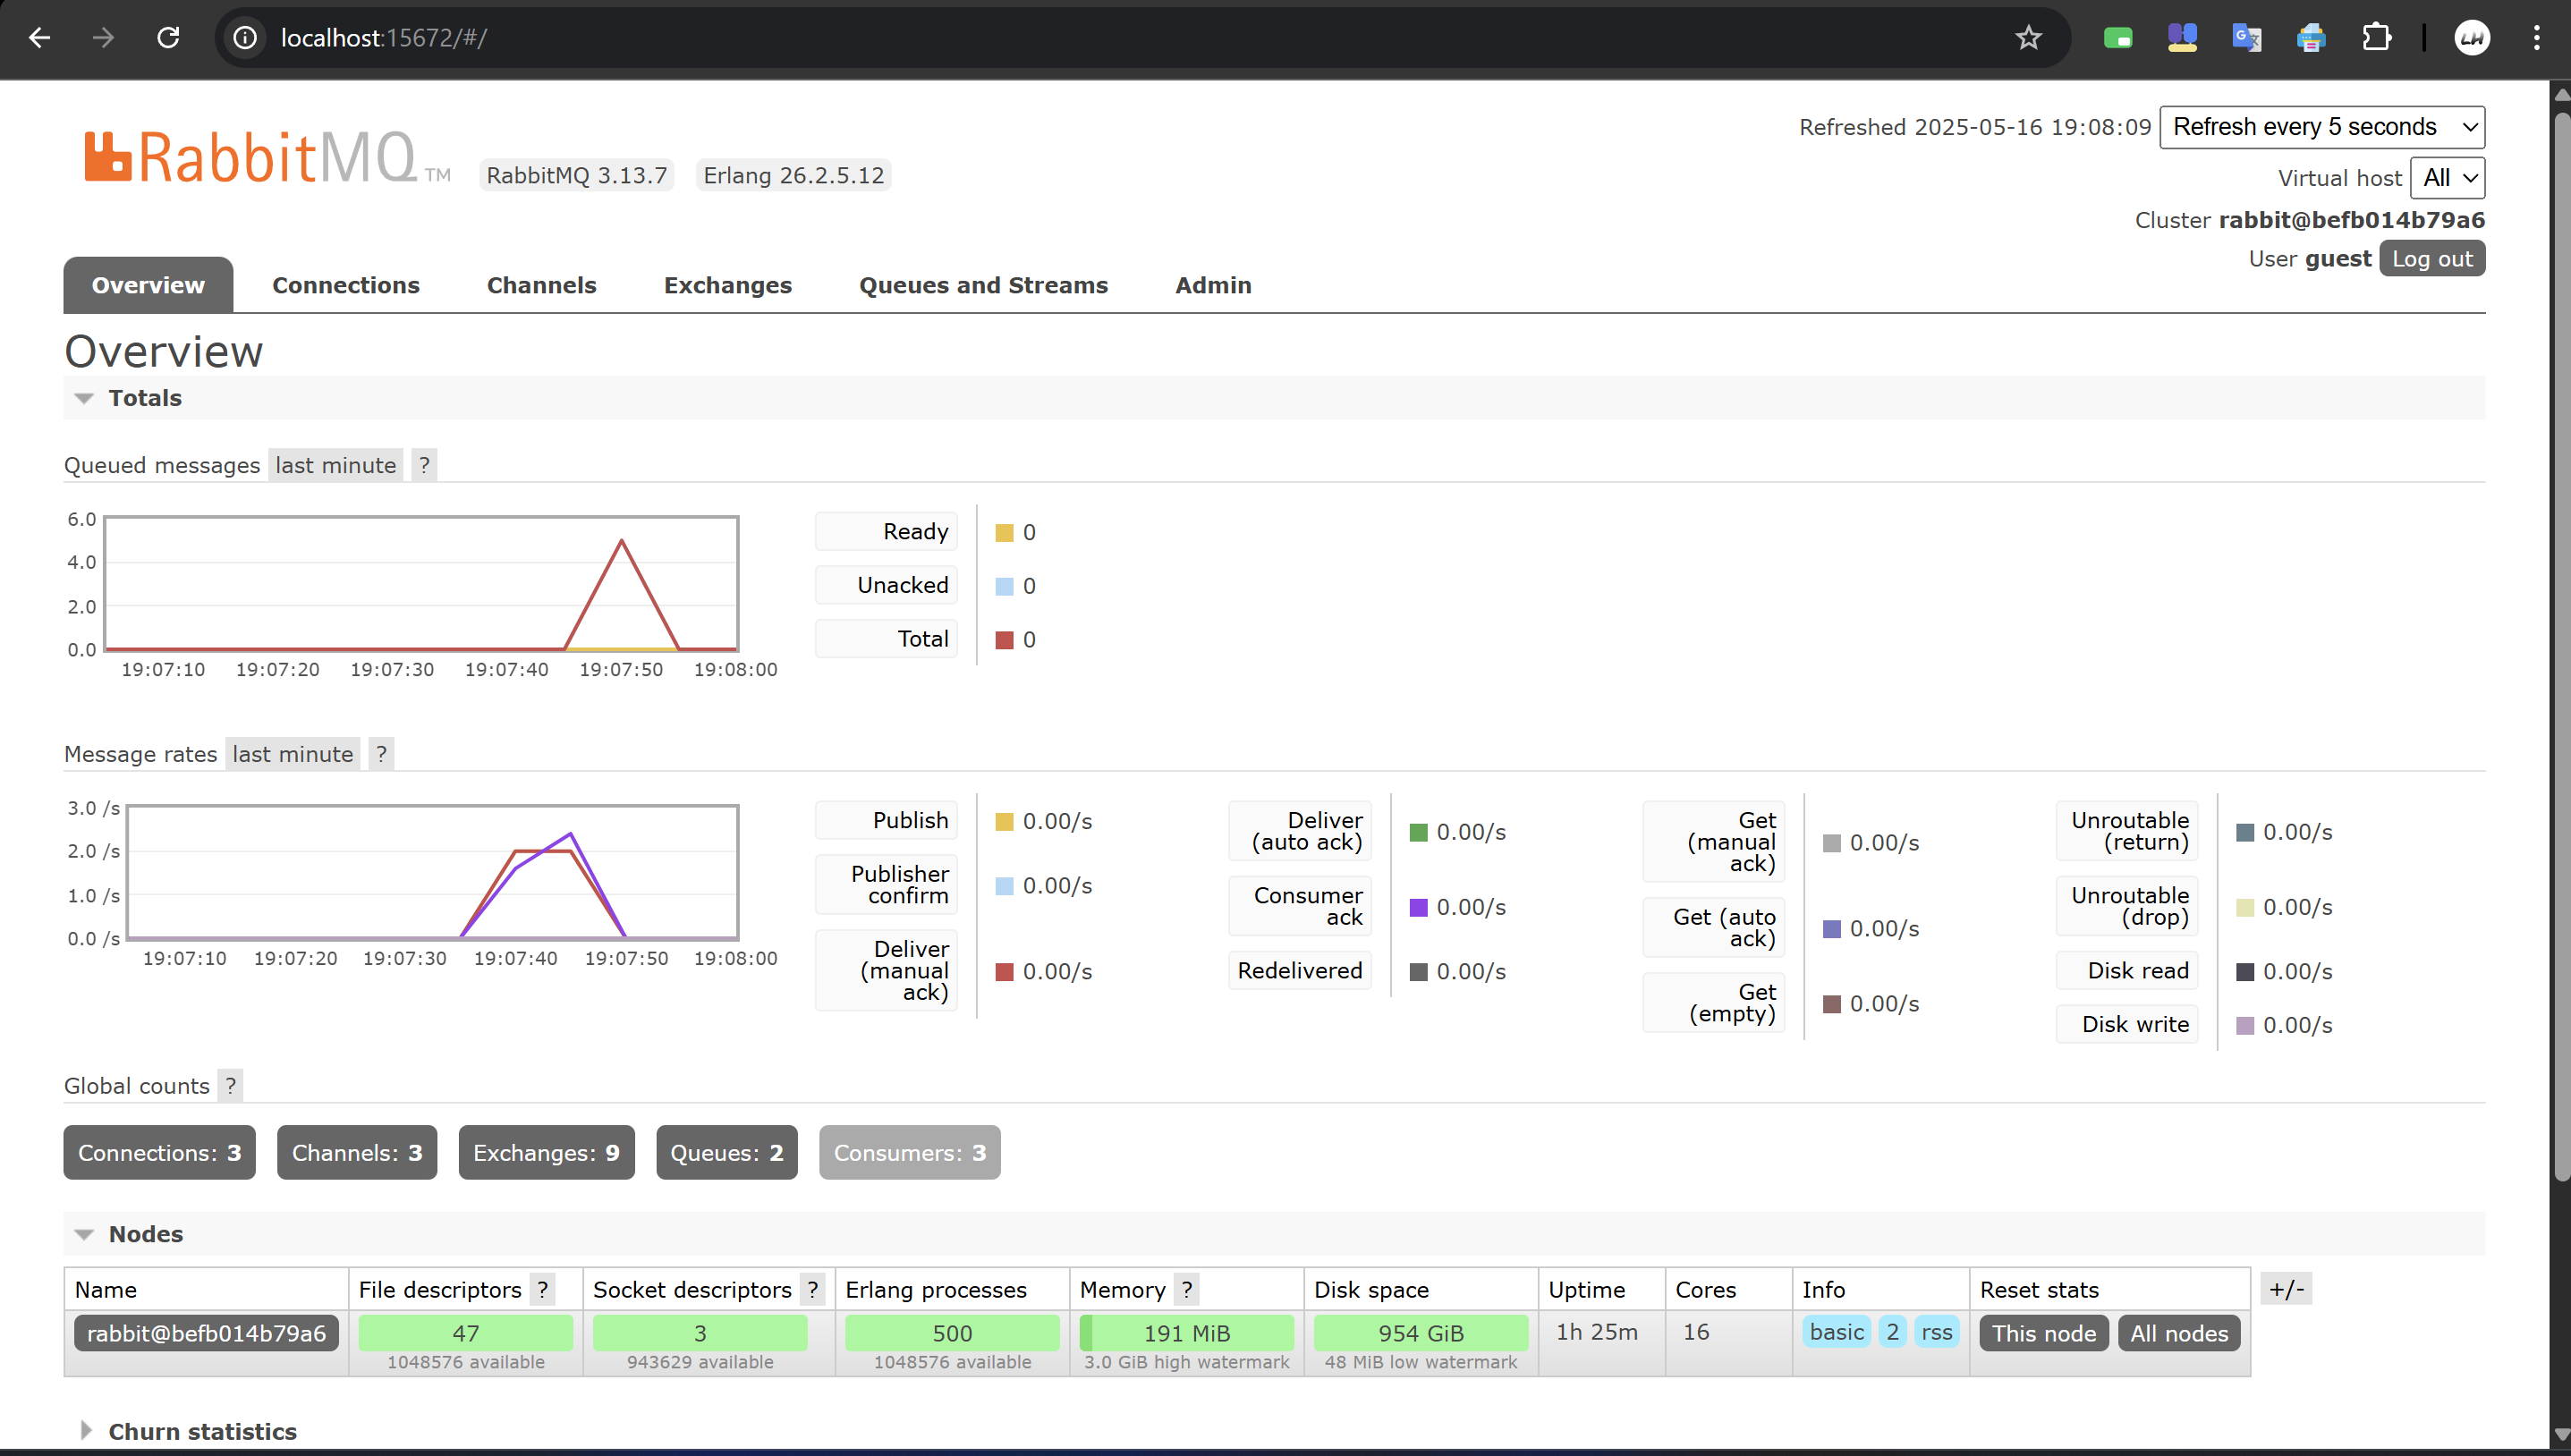 localhost:15672/#/
LH
RabbitMQ TM
RabbitMQ 3.13.7 Erlang 26.2.5.12
Refreshed 2025-05-16 19:08:09 Refresh every 5 seconds
Virtual host All
Cluster rabbit@befb014b79a6
User guest Log out
Overview Connections Channels Exchanges Queues and Streams Admin
Overview
Totals
Queued messages last minute ?
6.0
4.0
2.0
0.0
19:07:10 19:07:20 19:07:30 19:07:40 19:07:50 19:08:00
Ready 0
Unacked 0
Total 0
Message rates last minute ?
3.0 /s
2.0 /s
1.0 /s
0.0 /s
19:07:10 19:07:20 19:07:30 19:07:40 19:07:50 19:08:00
Publish 0.00/s
Publisher
confirm 0.00/s
Deliver
(manual
ack) 0.00/s
Deliver
(auto ack) 0.00/s
Consumer
ack 0.00/s
Redelivered 0.00/s
Get
(manual
ack) 0.00/s
Get (auto
ack) 0.00/s
Get
(empty) 0.00/s
Unroutable
(return) 0.00/s
Unroutable
(drop) 0.00/s
Disk read 0.00/s
Disk write 0.00/s
Global counts ?
Connections: 3 Channels: 3 Exchanges: 9 Queues: 2 Consumers: 3
Nodes
Name File descriptors ? Socket descriptors ? Erlang processes Memory ? Disk space Uptime Cores Info Reset stats +/-
rabbit@befb014b79a6 47 3 500 191 MiB 954 GiB 1h 25m 16 basic 2 rss This node All nodes
1048576 available 943629 available 1048576 available 3.0 GiB high watermark 48 MiB low watermark
Churn statistics